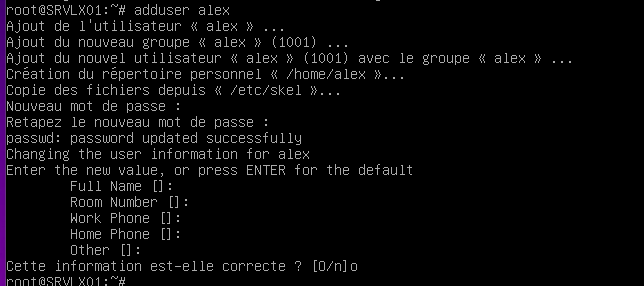 root@SRVLX01:~# adduser alex
Ajout de l'utilisateur « alex » ...
Ajout du nouveau groupe « alex » (1001) ...
Ajout du nouvel utilisateur « alex » (1001) avec le groupe « alex » ...
Création du répertoire personnel « /home/alex »...
Copie des fichiers depuis « /etc/skel »...
Nouveau mot de passe :
Retapez le nouveau mot de passe :
passwd: password updated successfully
Changing the user information for alex
Enter the new value, or press ENTER for the default
Full Name []:
Room Number []:
Work Phone []:
Home Phone []:
Other []:
Cette information est-elle correcte ? [O/n]o
root@SRVLX01:~#